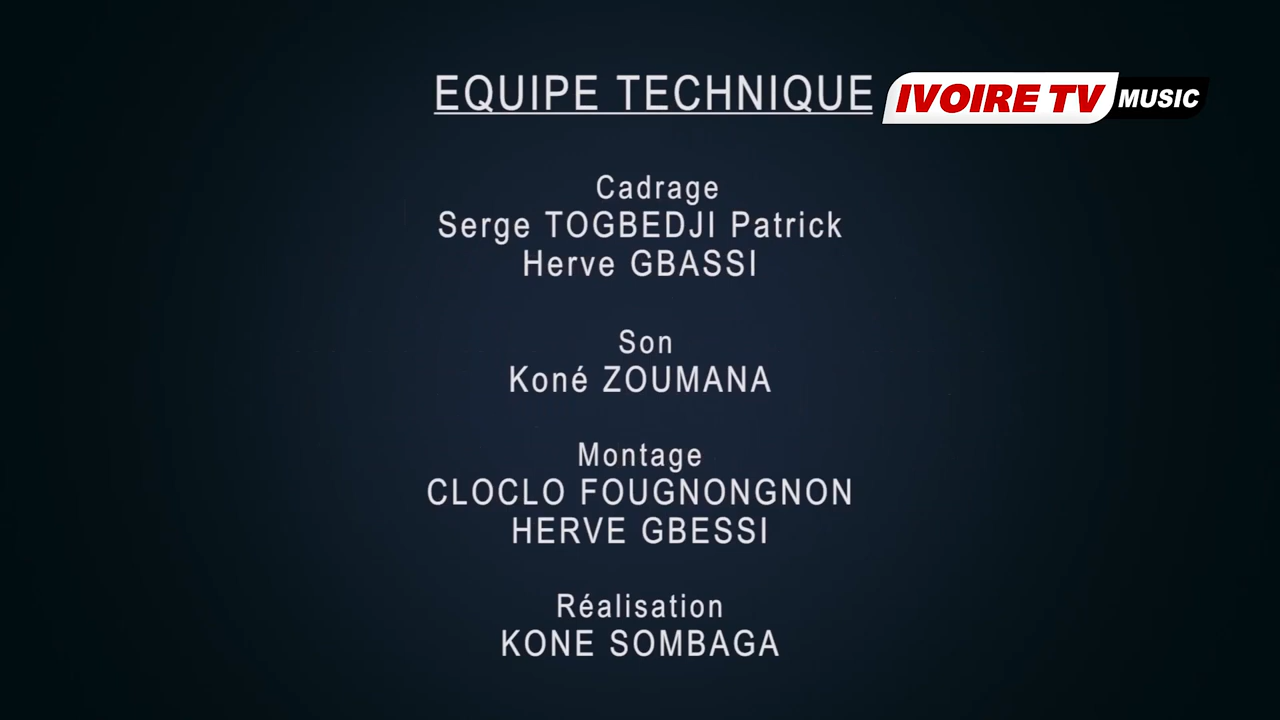 EQUIPE TECHNIQUE
IVOIRE TV MUSIC
Cadrage
Serge TOGBEDJI Patrick
Herve GBASSI
Son
Koné ZOUMANA
Montage
CLOCLO FOUGNONGNON
HERVE GBESSI
Réalisation
KONE SOMBAGA